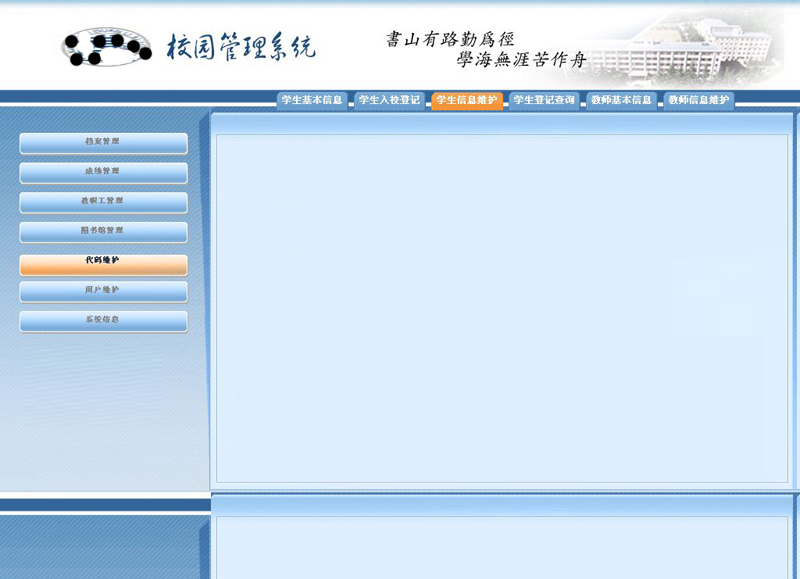 校园管理系统
書山有路勤爲徑
學海無涯苦作舟
学生基本信息 学生入校登记 学生信息维护 学生登记查询 教师基本信息 教师信息维护
档案管理
成绩管理
教职工管理
图书馆管理
代码维护
用户维护
系统信息